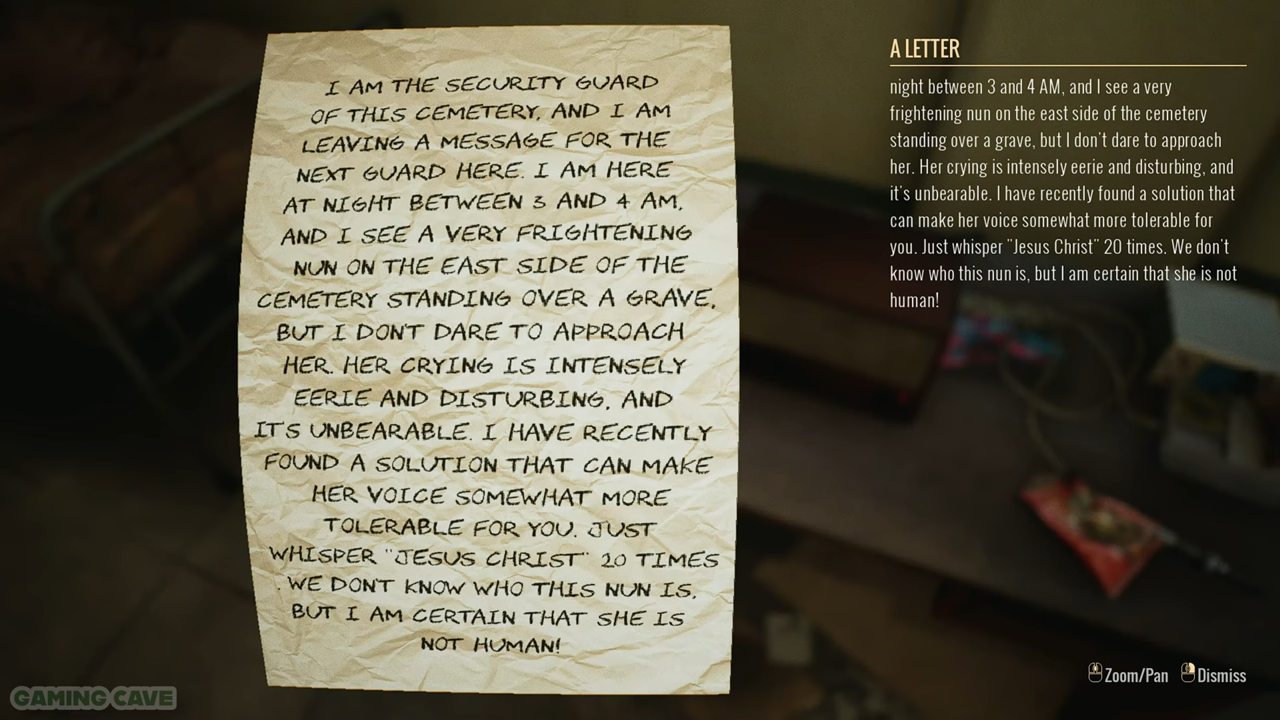 I AM THE SECURITY GUARD
OF THIS CEMETERY, AND I AM
LEAVING A MESSAGE FOR THE
NEXT GUARD HERE. I AM HERE
AT NIGHT BETWEEN 3 AND 4 AM,
AND I SEE A VERY FRIGHTENING
NUN ON THE EAST SIDE OF THE
CEMETERY STANDING OVER A GRAVE,
BUT I DON'T DARE TO APPROACH
HER. HER CRYING IS INTENSELY
EERIE AND DISTURBING, AND
IT'S UNBEARABLE. I HAVE RECENTLY
FOUND A SOLUTION THAT CAN MAKE
HER VOICE SOMEWHAT MORE
TOLERABLE FOR YOU. JUST
WHISPER "JESUS CHRIST" 20 TIMES
. WE DON'T KNOW WHO THIS NUN IS,
BUT I AM CERTAIN THAT SHE IS
NOT HUMAN!
A LETTER
night between 3 and 4 AM, and I see a very
frightening nun on the east side of the cemetery
standing over a grave, but I don't dare to approach
her. Her crying is intensely eerie and disturbing, and
it's unbearable. I have recently found a solution that
can make her voice somewhat more tolerable for
you. Just whisper "Jesus Christ" 20 times. We don't
know who this nun is, but I am certain that she is not
human!
Zoom/Pan Dismiss
GAMING CAVE